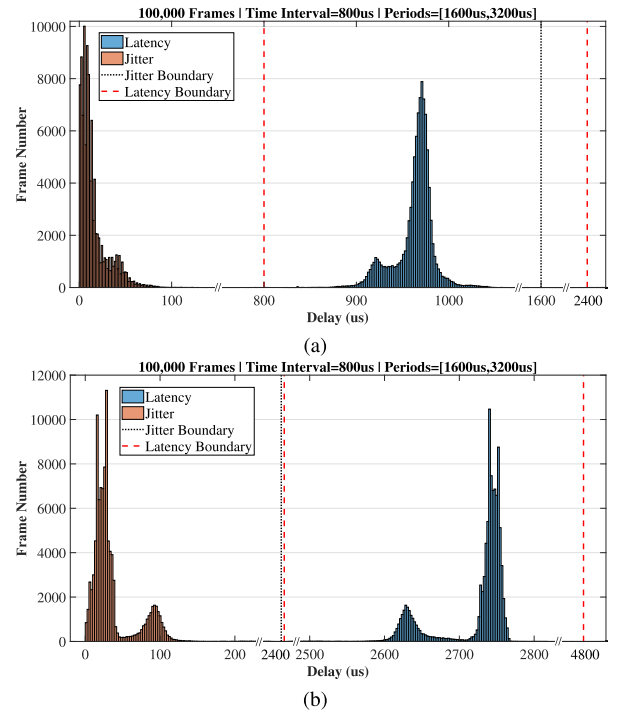 (a)
100,000 Frames | Time Interval=800us | Periods=[1600us,3200us]
Latency
Jitter
Jitter Boundary
Latency Boundary
Frame Number
10000
8000
6000
4000
2000
0
0 100 // 800 900 1000 // 1600 // 2400
Delay (us)
(a)
100,000 Frames | Time Interval=800us | Periods=[1600us,3200us]
Latency
Jitter
Jitter Boundary
Latency Boundary
Frame Number
12000
10000
8000
6000
4000
2000
0
0 100 200 // 2400 // 2500 2600 2700 2800 // 4800
Delay (us)
(b)